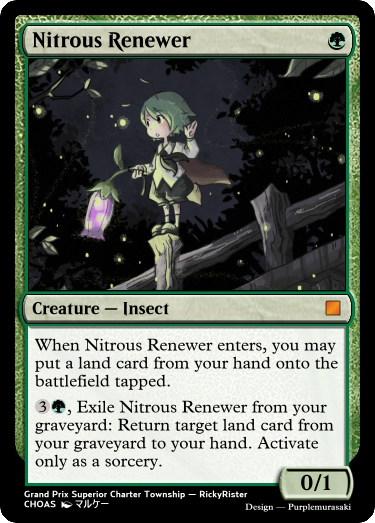 Nitrous Renewer
Creature — Insect
When Nitrous Renewer enters, you may
put a land card from your hand onto the
battlefield tapped.
3, Exile Nitrous Renewer from your
graveyard: Return target land card from
your graveyard to your hand. Activate
only as a sorcery.
0/1
Grand Prix Superior Charter Township — RickyRister
CHOAS マルケー
Design — Purplemurasaki